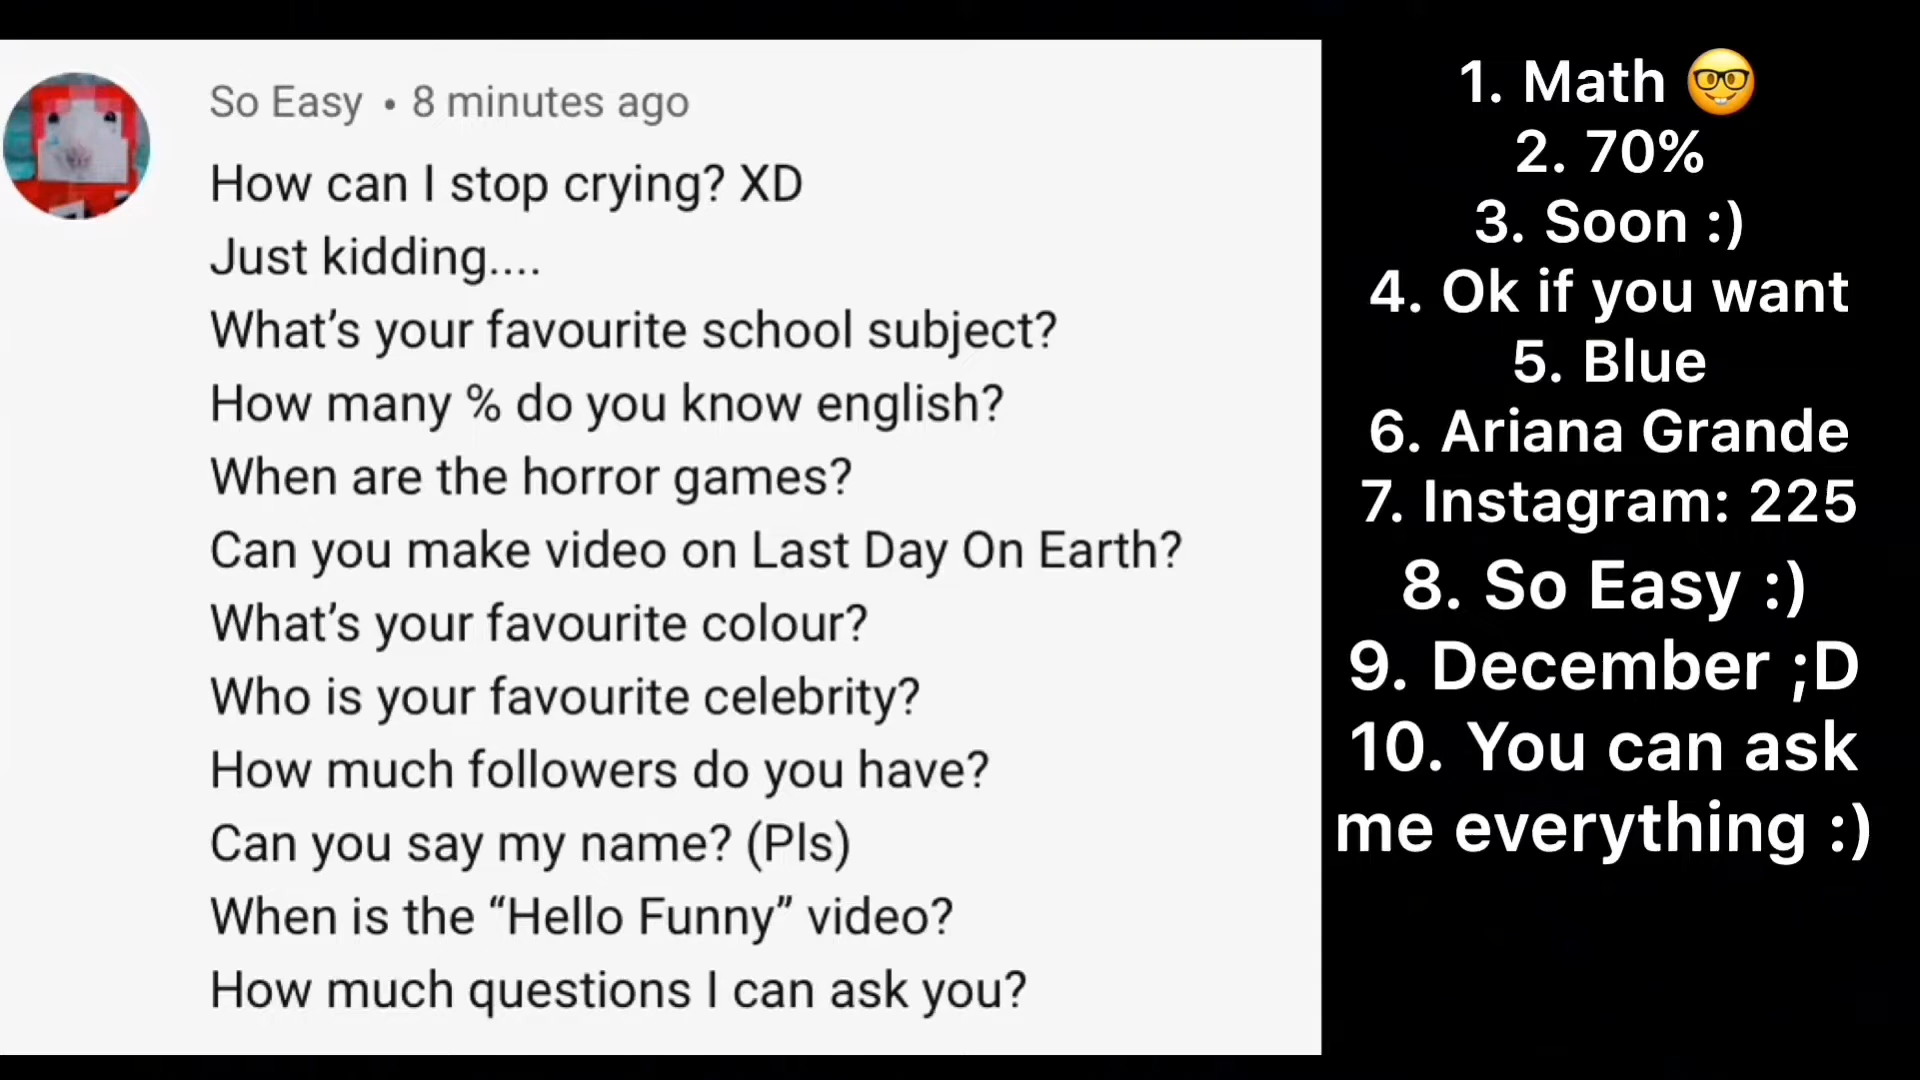 So Easy • 8 minutes ago
How can I stop crying? XD
Just kidding....
What's your favourite school subject?
How many % do you know english?
When are the horror games?
Can you make video on Last Day On Earth?
What's your favourite colour?
Who is your favourite celebrity?
How much followers do you have?
Can you say my name? (Pls)
When is the “Hello Funny” video?
How much questions I can ask you?
1. Math 🤓
2. 70%
3. Soon :)
4. Ok if you want
5. Blue
6. Ariana Grande
7. Instagram: 225
8. So Easy :)
9. December ;D
10. You can ask
me everything :)